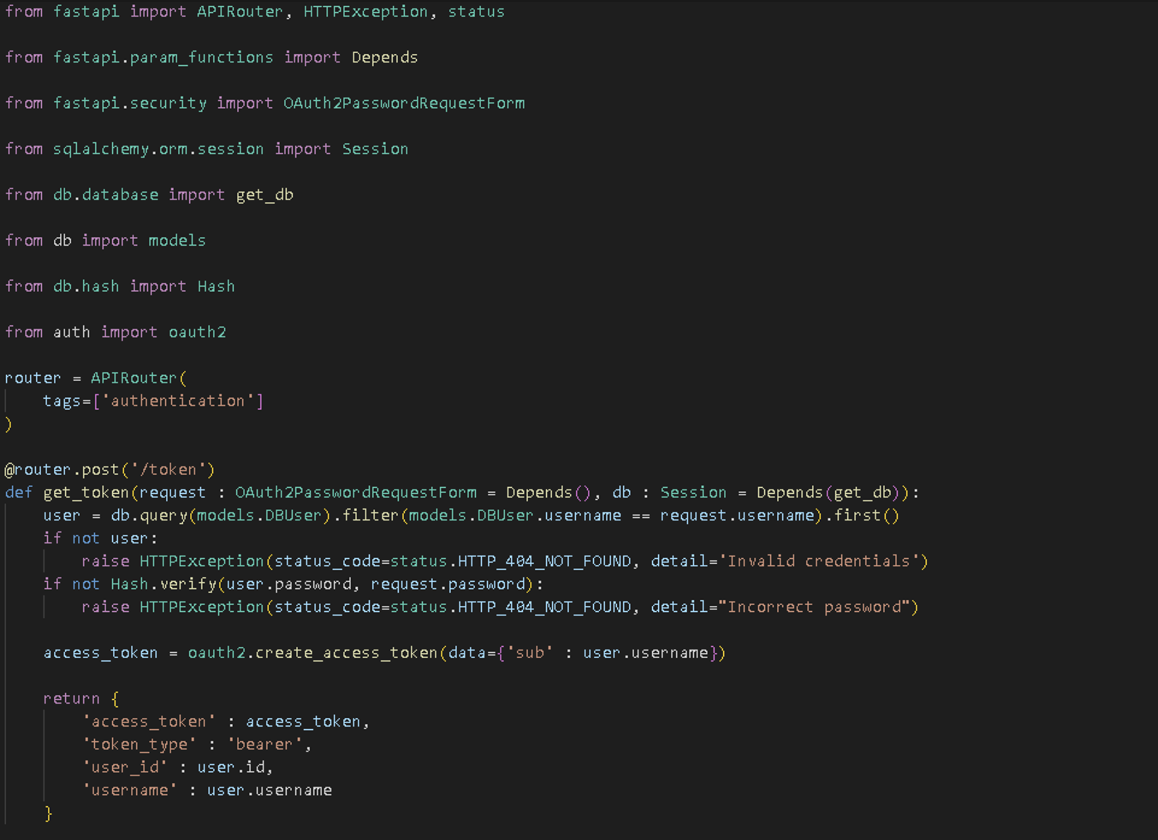 from fastapi import APIRouter, HTTPException, status
from fastapi.param_functions import Depends
from fastapi.security import OAuth2PasswordRequestForm
from sqlalchemy.orm.session import Session
from db.database import get_db
from db import models
from db.hash import Hash
from auth import oauth2
router = APIRouter(
    tags=['authentication']
)
@router.post('/token')
def get_token(request : OAuth2PasswordRequestForm = Depends(), db : Session = Depends(get_db)):
    user = db.query(models.DBUser).filter(models.DBUser.username == request.username).first()
    if not user:
        raise HTTPException(status_code=status.HTTP_404_NOT_FOUND, detail='Invalid credentials')
    if not Hash.verify(user.password, request.password):
        raise HTTPException(status_code=status.HTTP_404_NOT_FOUND, detail="Incorrect password")
    access_token = oauth2.create_access_token(data={'sub' : user.username})
    return {
        'access_token' : access_token,
        'token_type' : 'bearer',
        'user_id' : user.id,
        'username' : user.username
    }